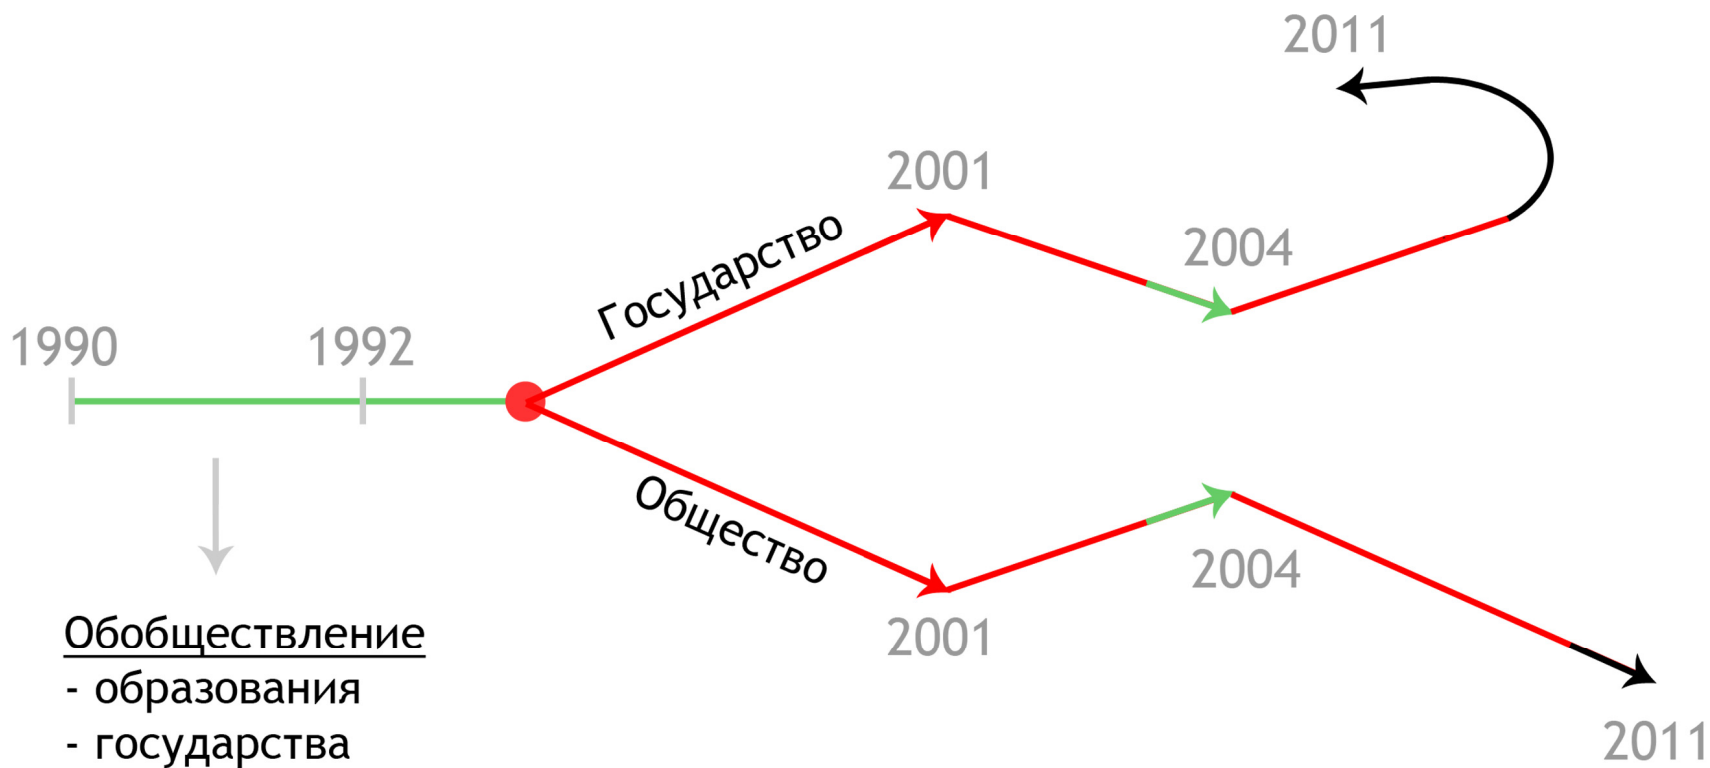 2011
2001
Государство
2004
1990
1992
Общество
2004
2001
Обобществление
- образования
- государства
2011